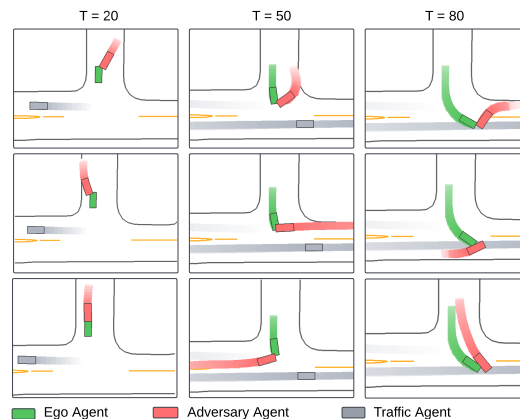 T = 20 T = 50 T = 80
Ego Agent Adversary Agent Traffic Agent